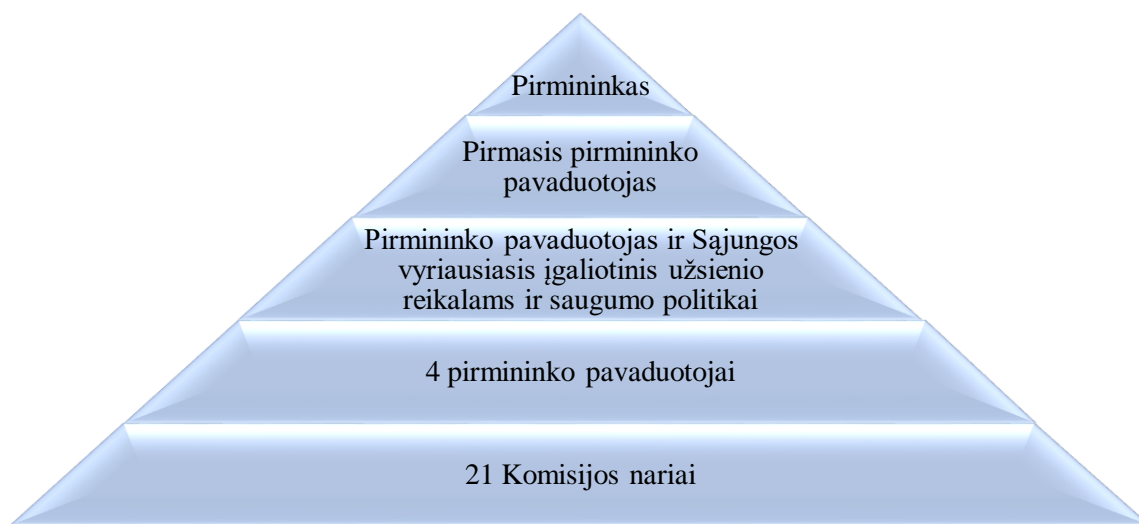 Pirmininkas
Pirmasis pirmininko
pavaduotojas
Pirmininko pavaduotojas ir Sąjungos
vyriausiasis įgaliotinis užsienio
reikalams ir saugumo politikai
4 pirmininko pavaduotojai
21 Komisijos nariai